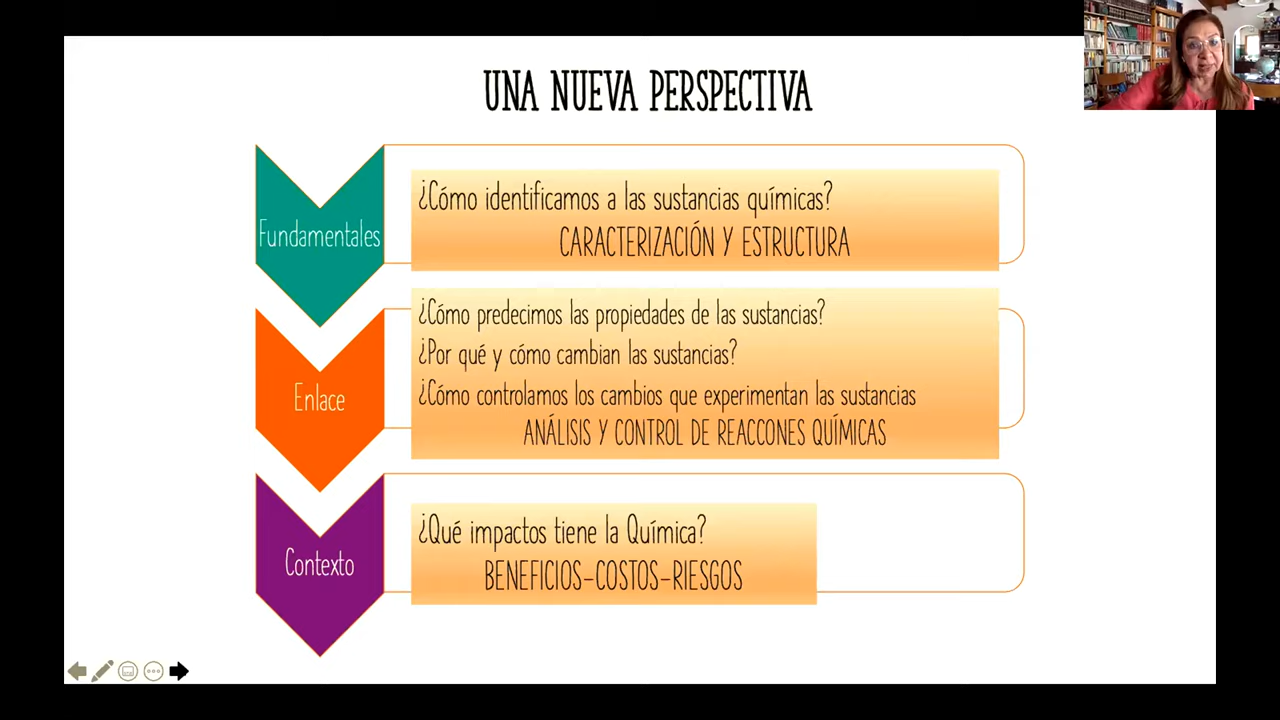 UNA NUEVA PERSPECTIVA
Fundamentales
¿Cómo identificamos a las sustancias químicas?
CARACTERIZACIÓN Y ESTRUCTURA
Enlace
¿Cómo predecimos las propiedades de las sustancias?
¿Por qué y cómo cambian las sustancias?
¿Cómo controlamos los cambios que experimentan las sustancias
ANÁLISIS Y CONTROL DE REACCONES QUÍMICAS
Contexto
¿Qué impactos tiene la Química?
BENEFICIOS-COSTOS-RIESGOS